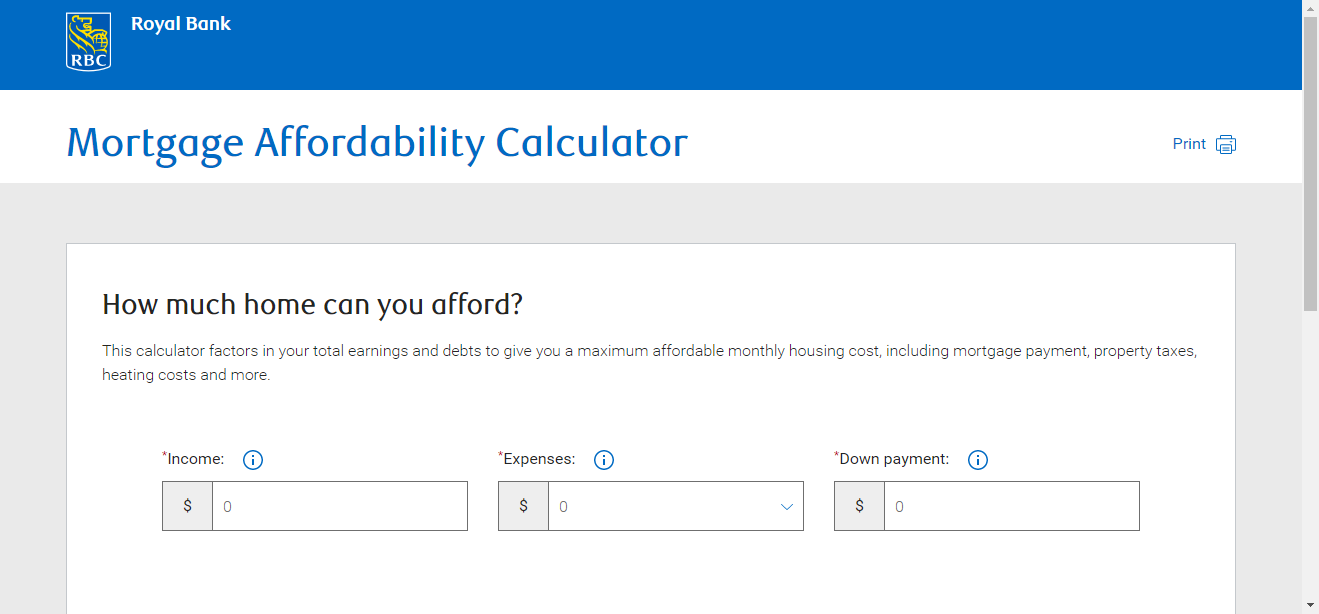 RBC
Royal Bank
Mortgage Affordability Calculator
Print
How much home can you afford?
This calculator factors in your total earnings and debts to give you a maximum affordable monthly housing cost, including mortgage payment, property taxes,
heating costs and more.
*Income: i *Expenses: i *Down payment: i
$ 0 $ 0 $ 0